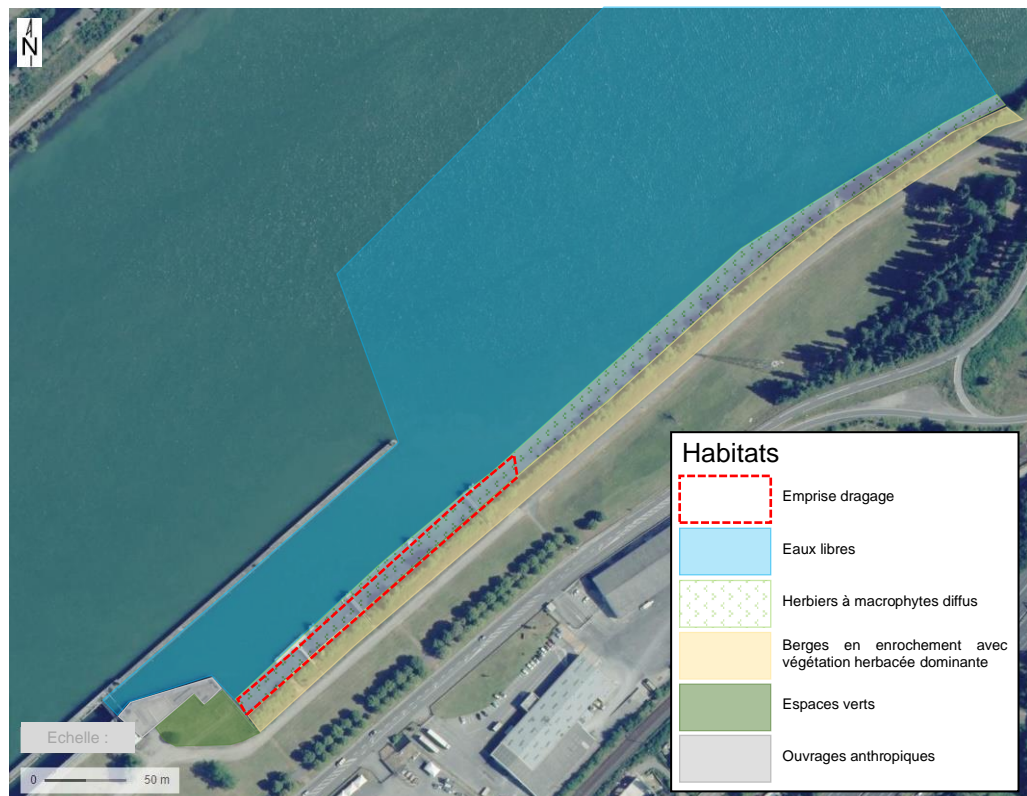 N
Habitats
Emprise dragage
Eaux libres
Herbiers à macrophytes diffus
Berges en enrochement avec
végétation herbacée dominante
Espaces verts
Ouvrages anthropiques
Echelle :
0 50 m